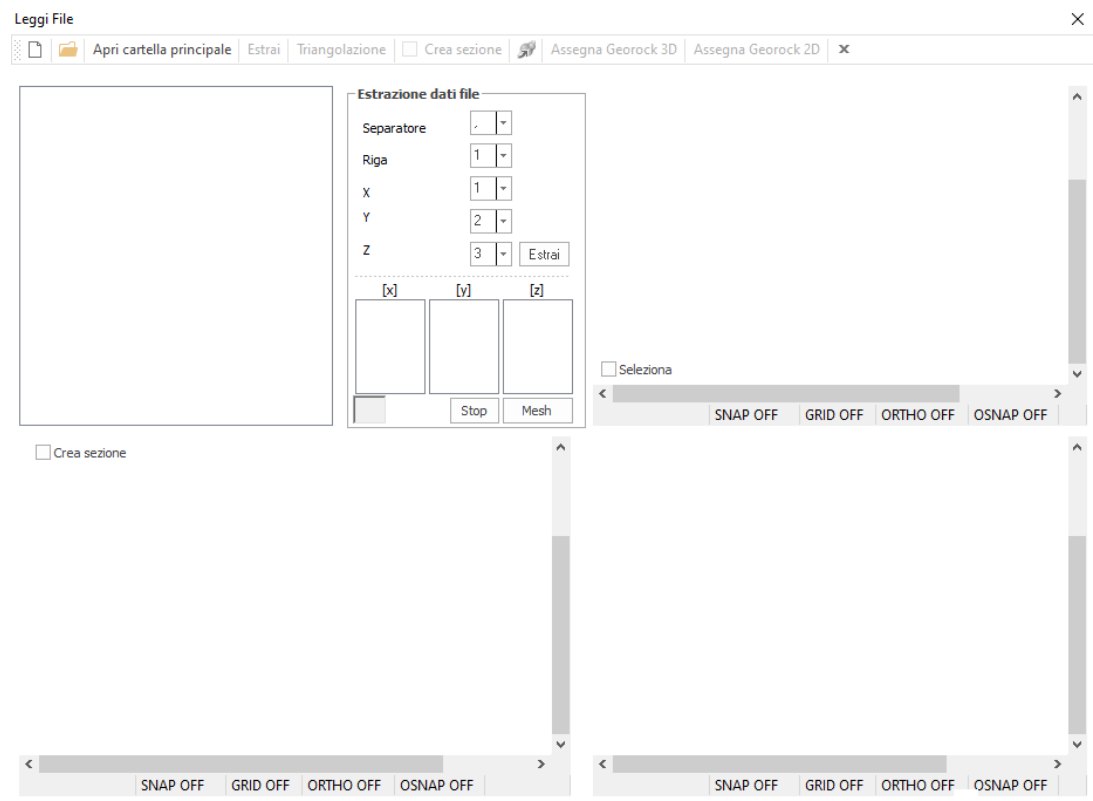 Leggi File
Apri cartella principale Estrai Triangolazione Crea sezione Assegna Georock 3D Assegna Georock 2D
Estrazione dati file
Separatore ,
Riga 1
X 1
Y 2
Z 3 Estrai
[x] [y] [z]
Stop Mesh
Seleziona
SNAP OFF GRID OFF ORTHO OFF OSNAP OFF
Crea sezione
SNAP OFF GRID OFF ORTHO OFF OSNAP OFF
SNAP OFF GRID OFF ORTHO OFF OSNAP OFF